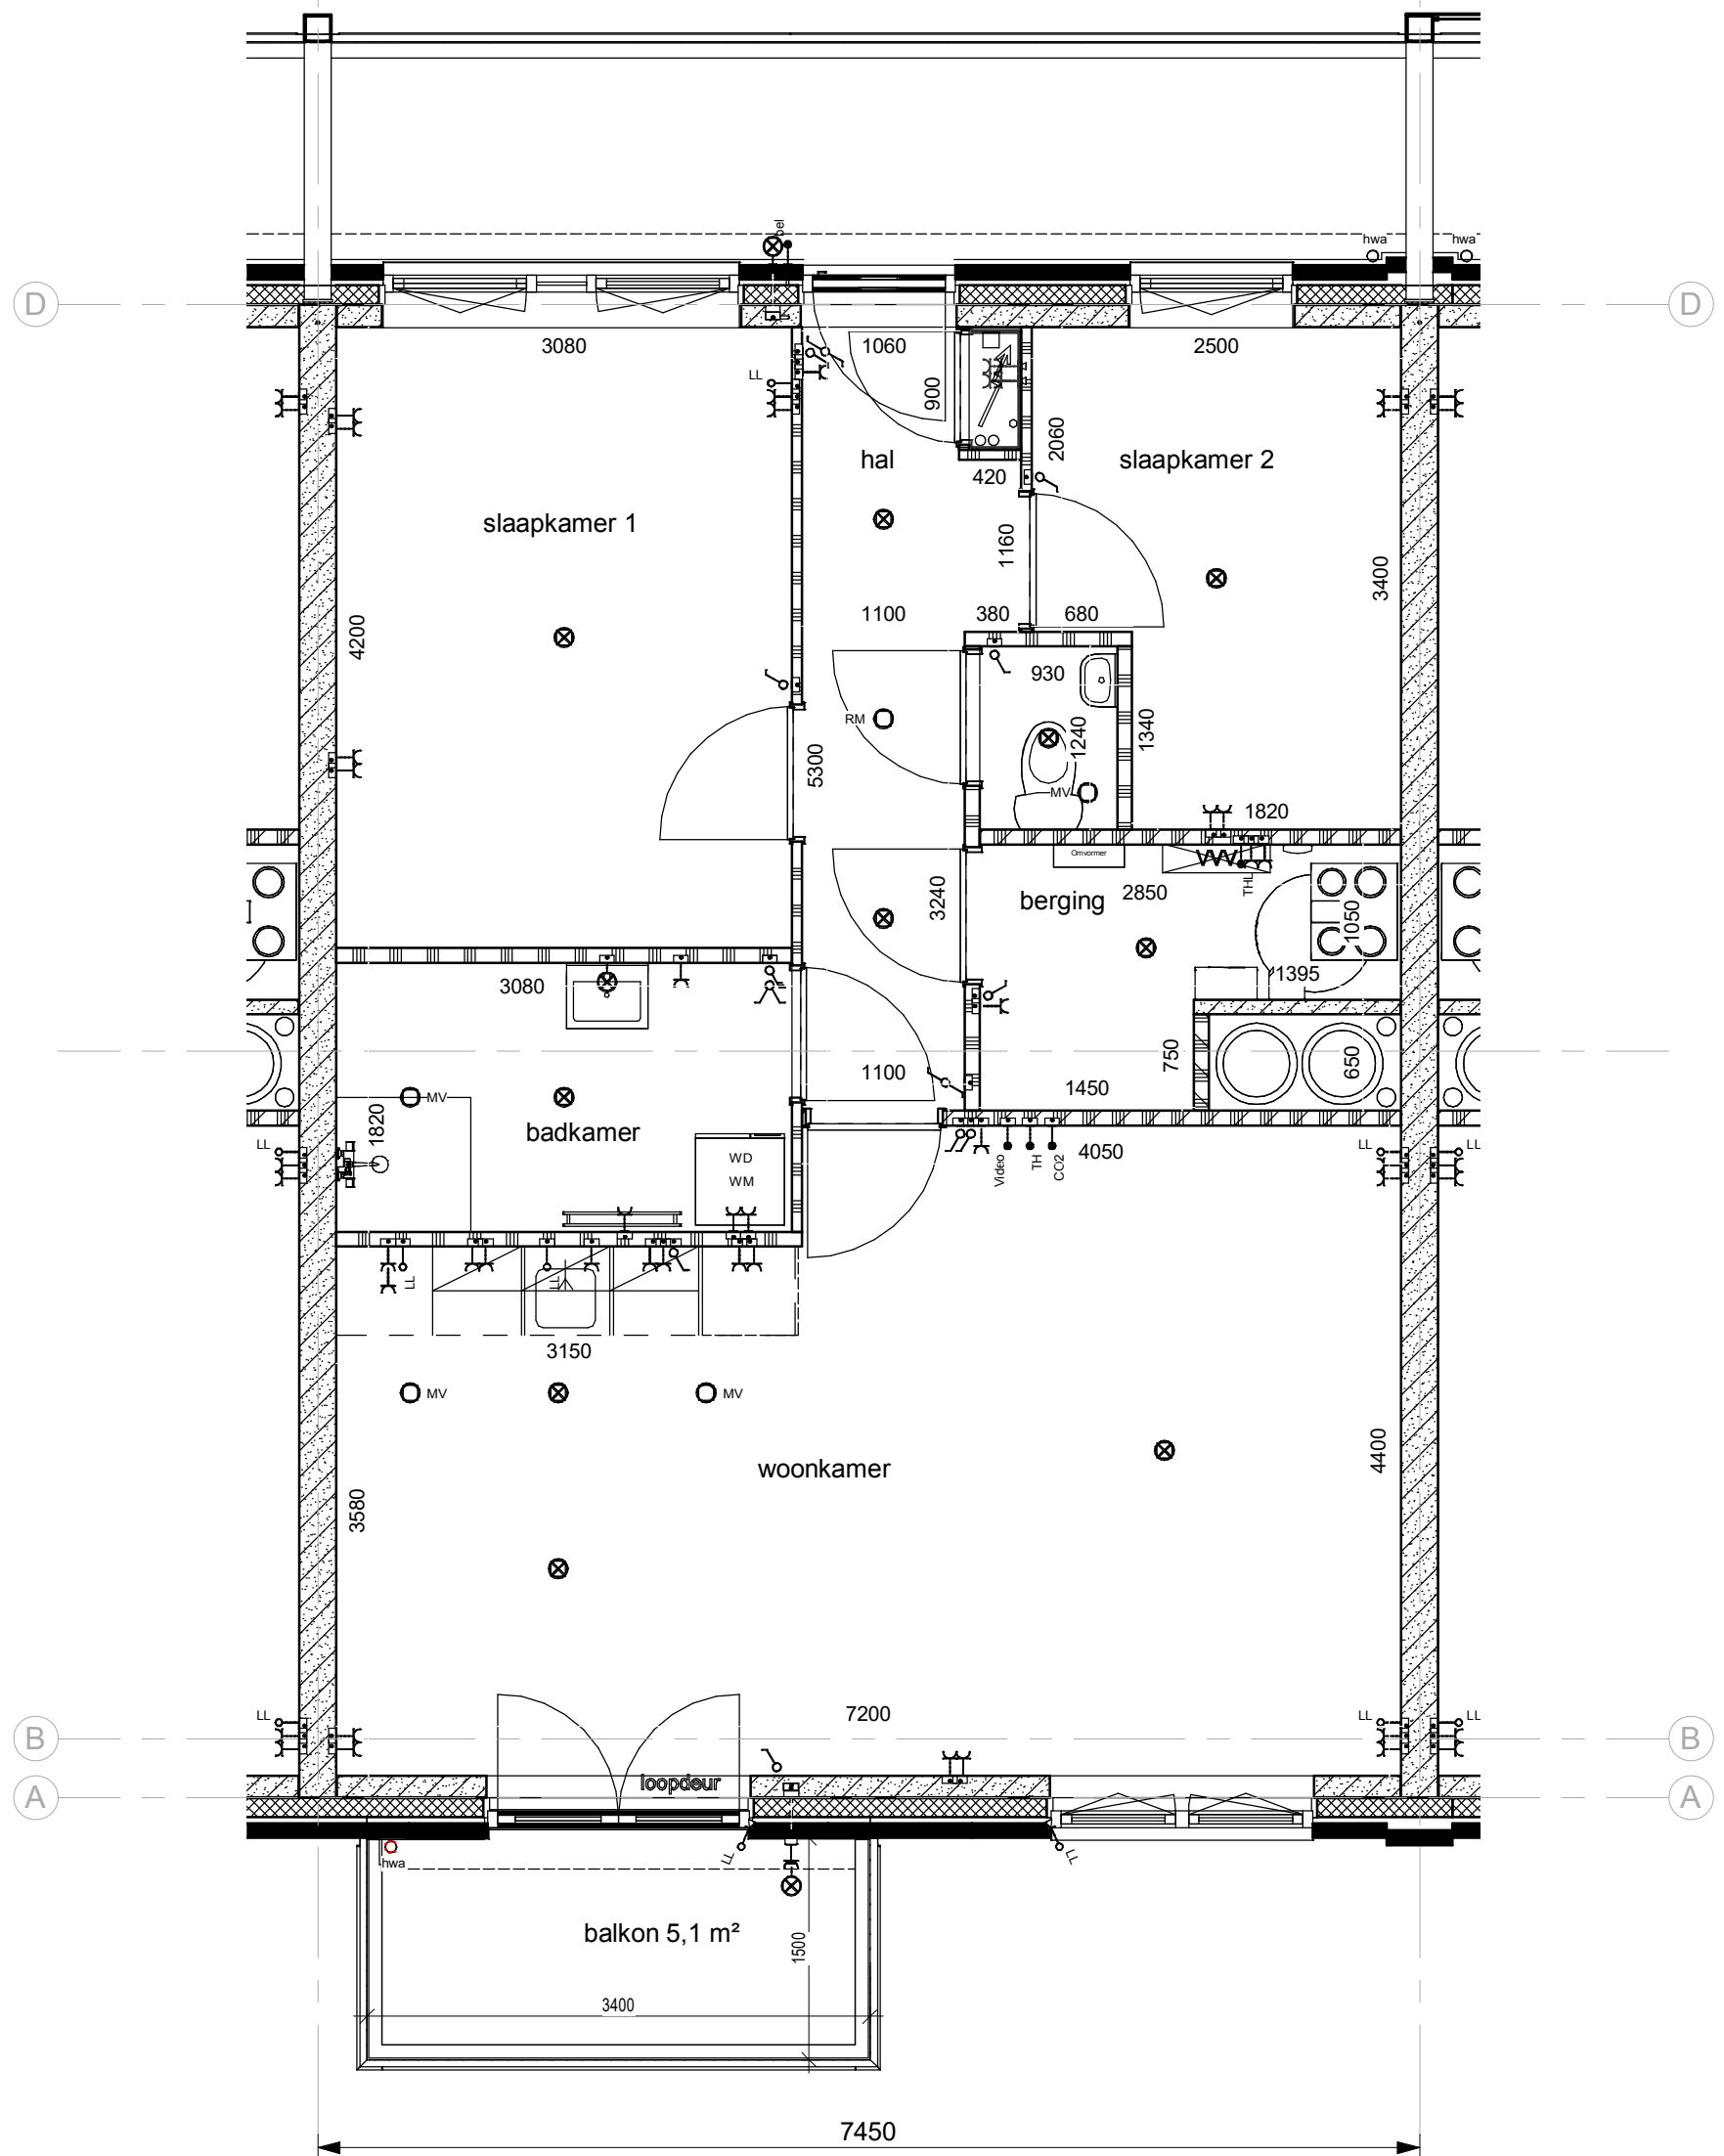 bel
hwa
hwa
D
D
3080
1060
2500
LL
900
2060
hal
slaapkamer 2
420
slaapkamer 1
1160
3400
4200
1100
380
680
930
RM
1240
1340
5300
MV
1820
Omvormer
THL
berging
2850
3240
1050
3080
1395
750
650
1100
1450
MV
1820
badkamer
LL
WD
WM
Video
TH
CO2
4050
LL
LL
LL
LL
3150
MV
MV
woonkamer
4400
3580
7200
LL
LL
LL
B
B
loopdeur
A
A
hwa
LL
LL
balkon 5,1 m²
1500
3400
7450